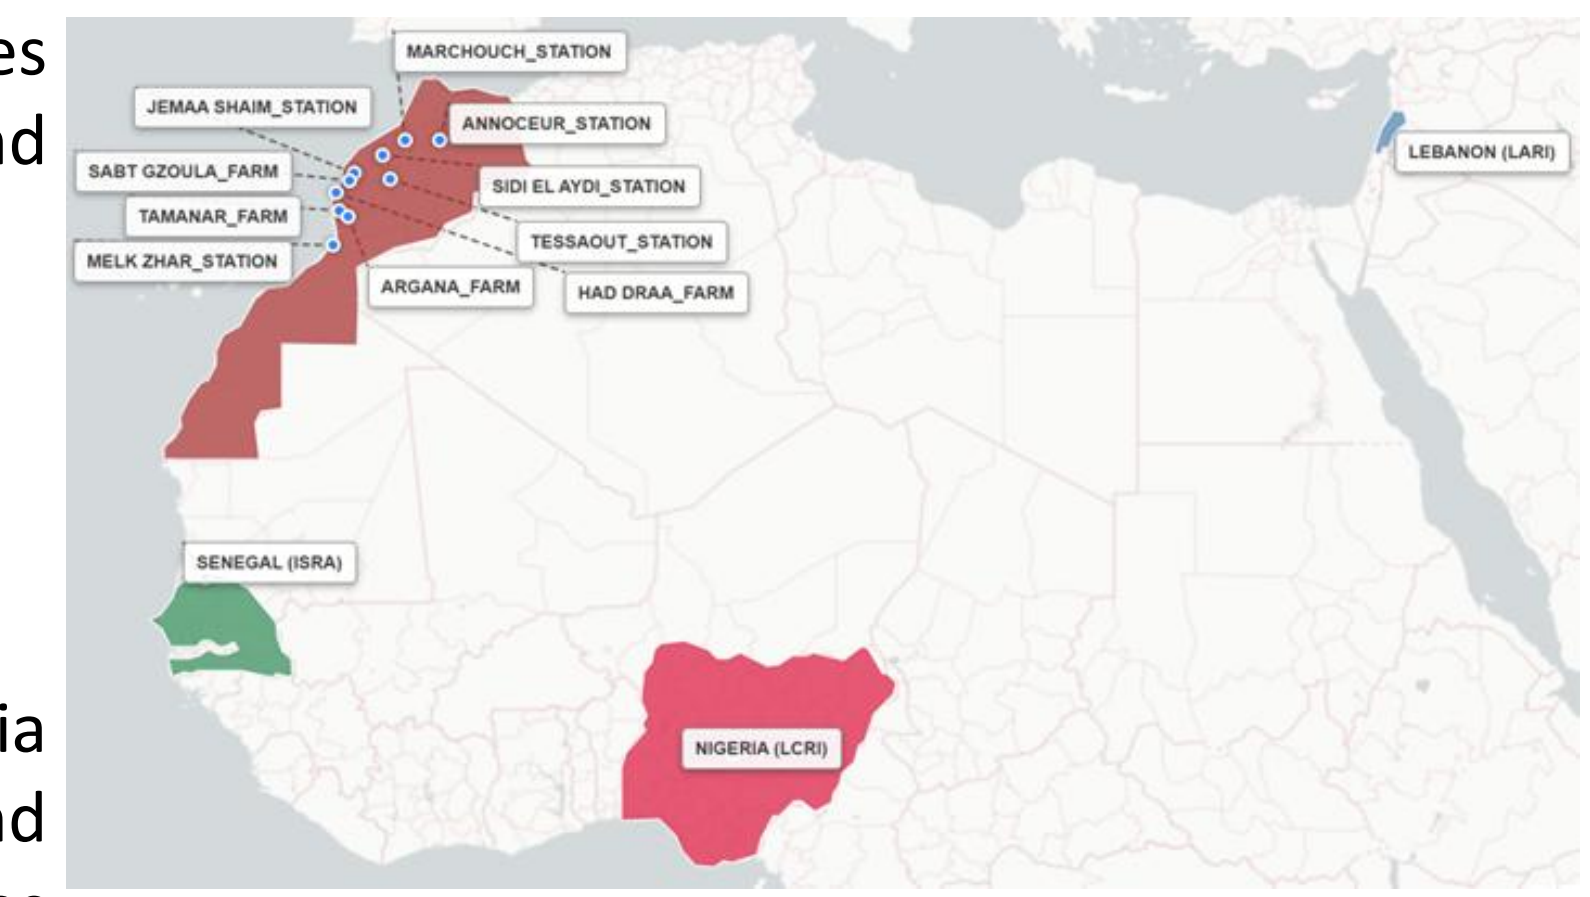 es
nd
MARCHOUCH_STATION
JEMAA SHAIM_STATION
ANNOCEUR_STATION
SABT GZOULA_FARM
SIDI EL AYDI_STATION
TAMANAR_FARM
TESSAOUT_STATION
MELK ZHAR_STATION
ARGANA_FARM
HAD DRAA_FARM
LEBANON (LARI)
SENEGAL (ISRA)
NIGERIA (LCRI)
ia
nd